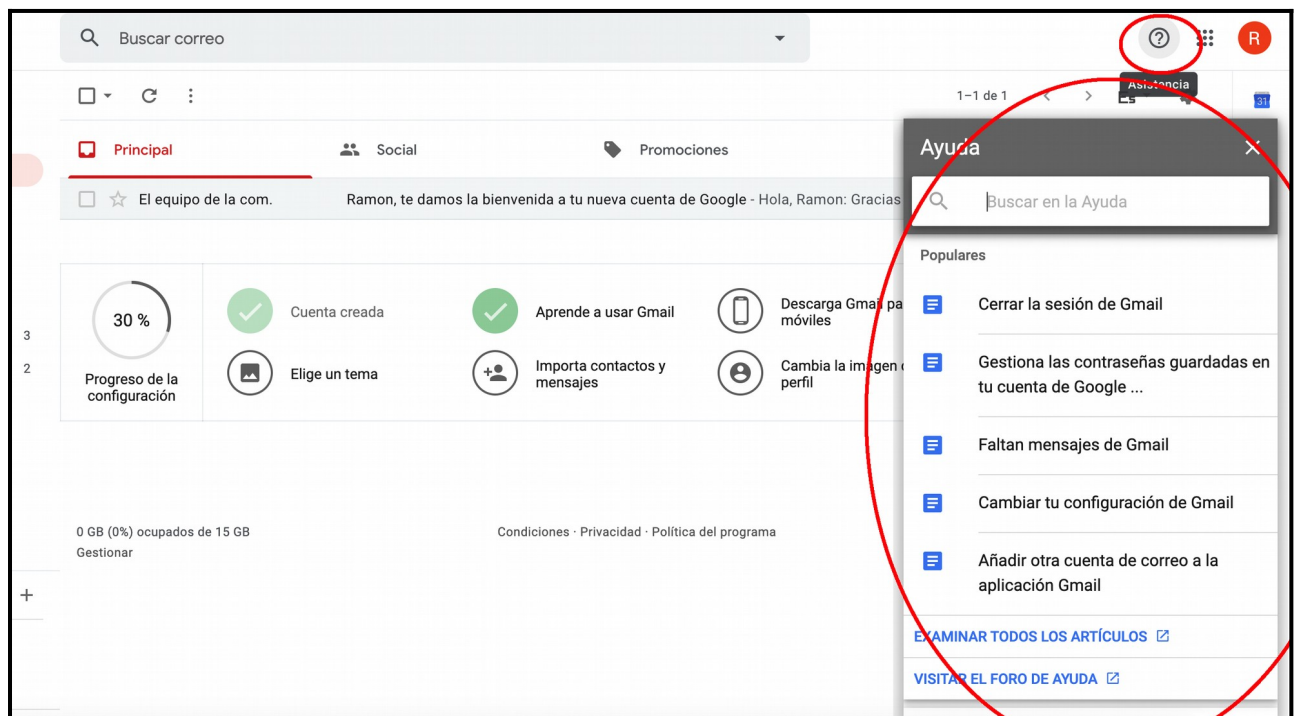 Buscar correo
R
Asistencia
1–1 de 1
Es
31
Principal
Social
Promociones
Ayuda
El equipo de la com.
Ramon, te damos la bienvenida a tu nueva cuenta de Google - Hola, Ramon: Gracias
Buscar en la Ayuda
Populares
30 %
Progreso de la
configuración
Cuenta creada
Aprende a usar Gmail
Descarga Gmail pa
móviles
Elige un tema
Importa contactos y
mensajes
Cambia la imagen
perfil
3
2
Cerrar la sesión de Gmail
Gestiona las contraseñas guardadas en
tu cuenta de Google ...
Faltan mensajes de Gmail
Cambiar tu configuración de Gmail
Añadir otra cuenta de correo a la
aplicación Gmail
0 GB (0%) ocupados de 15 GB
Gestionar
Condiciones · Privacidad · Política del programa
EXAMINAR TODOS LOS ARTÍCULOS
VISITAR EL FORO DE AYUDA